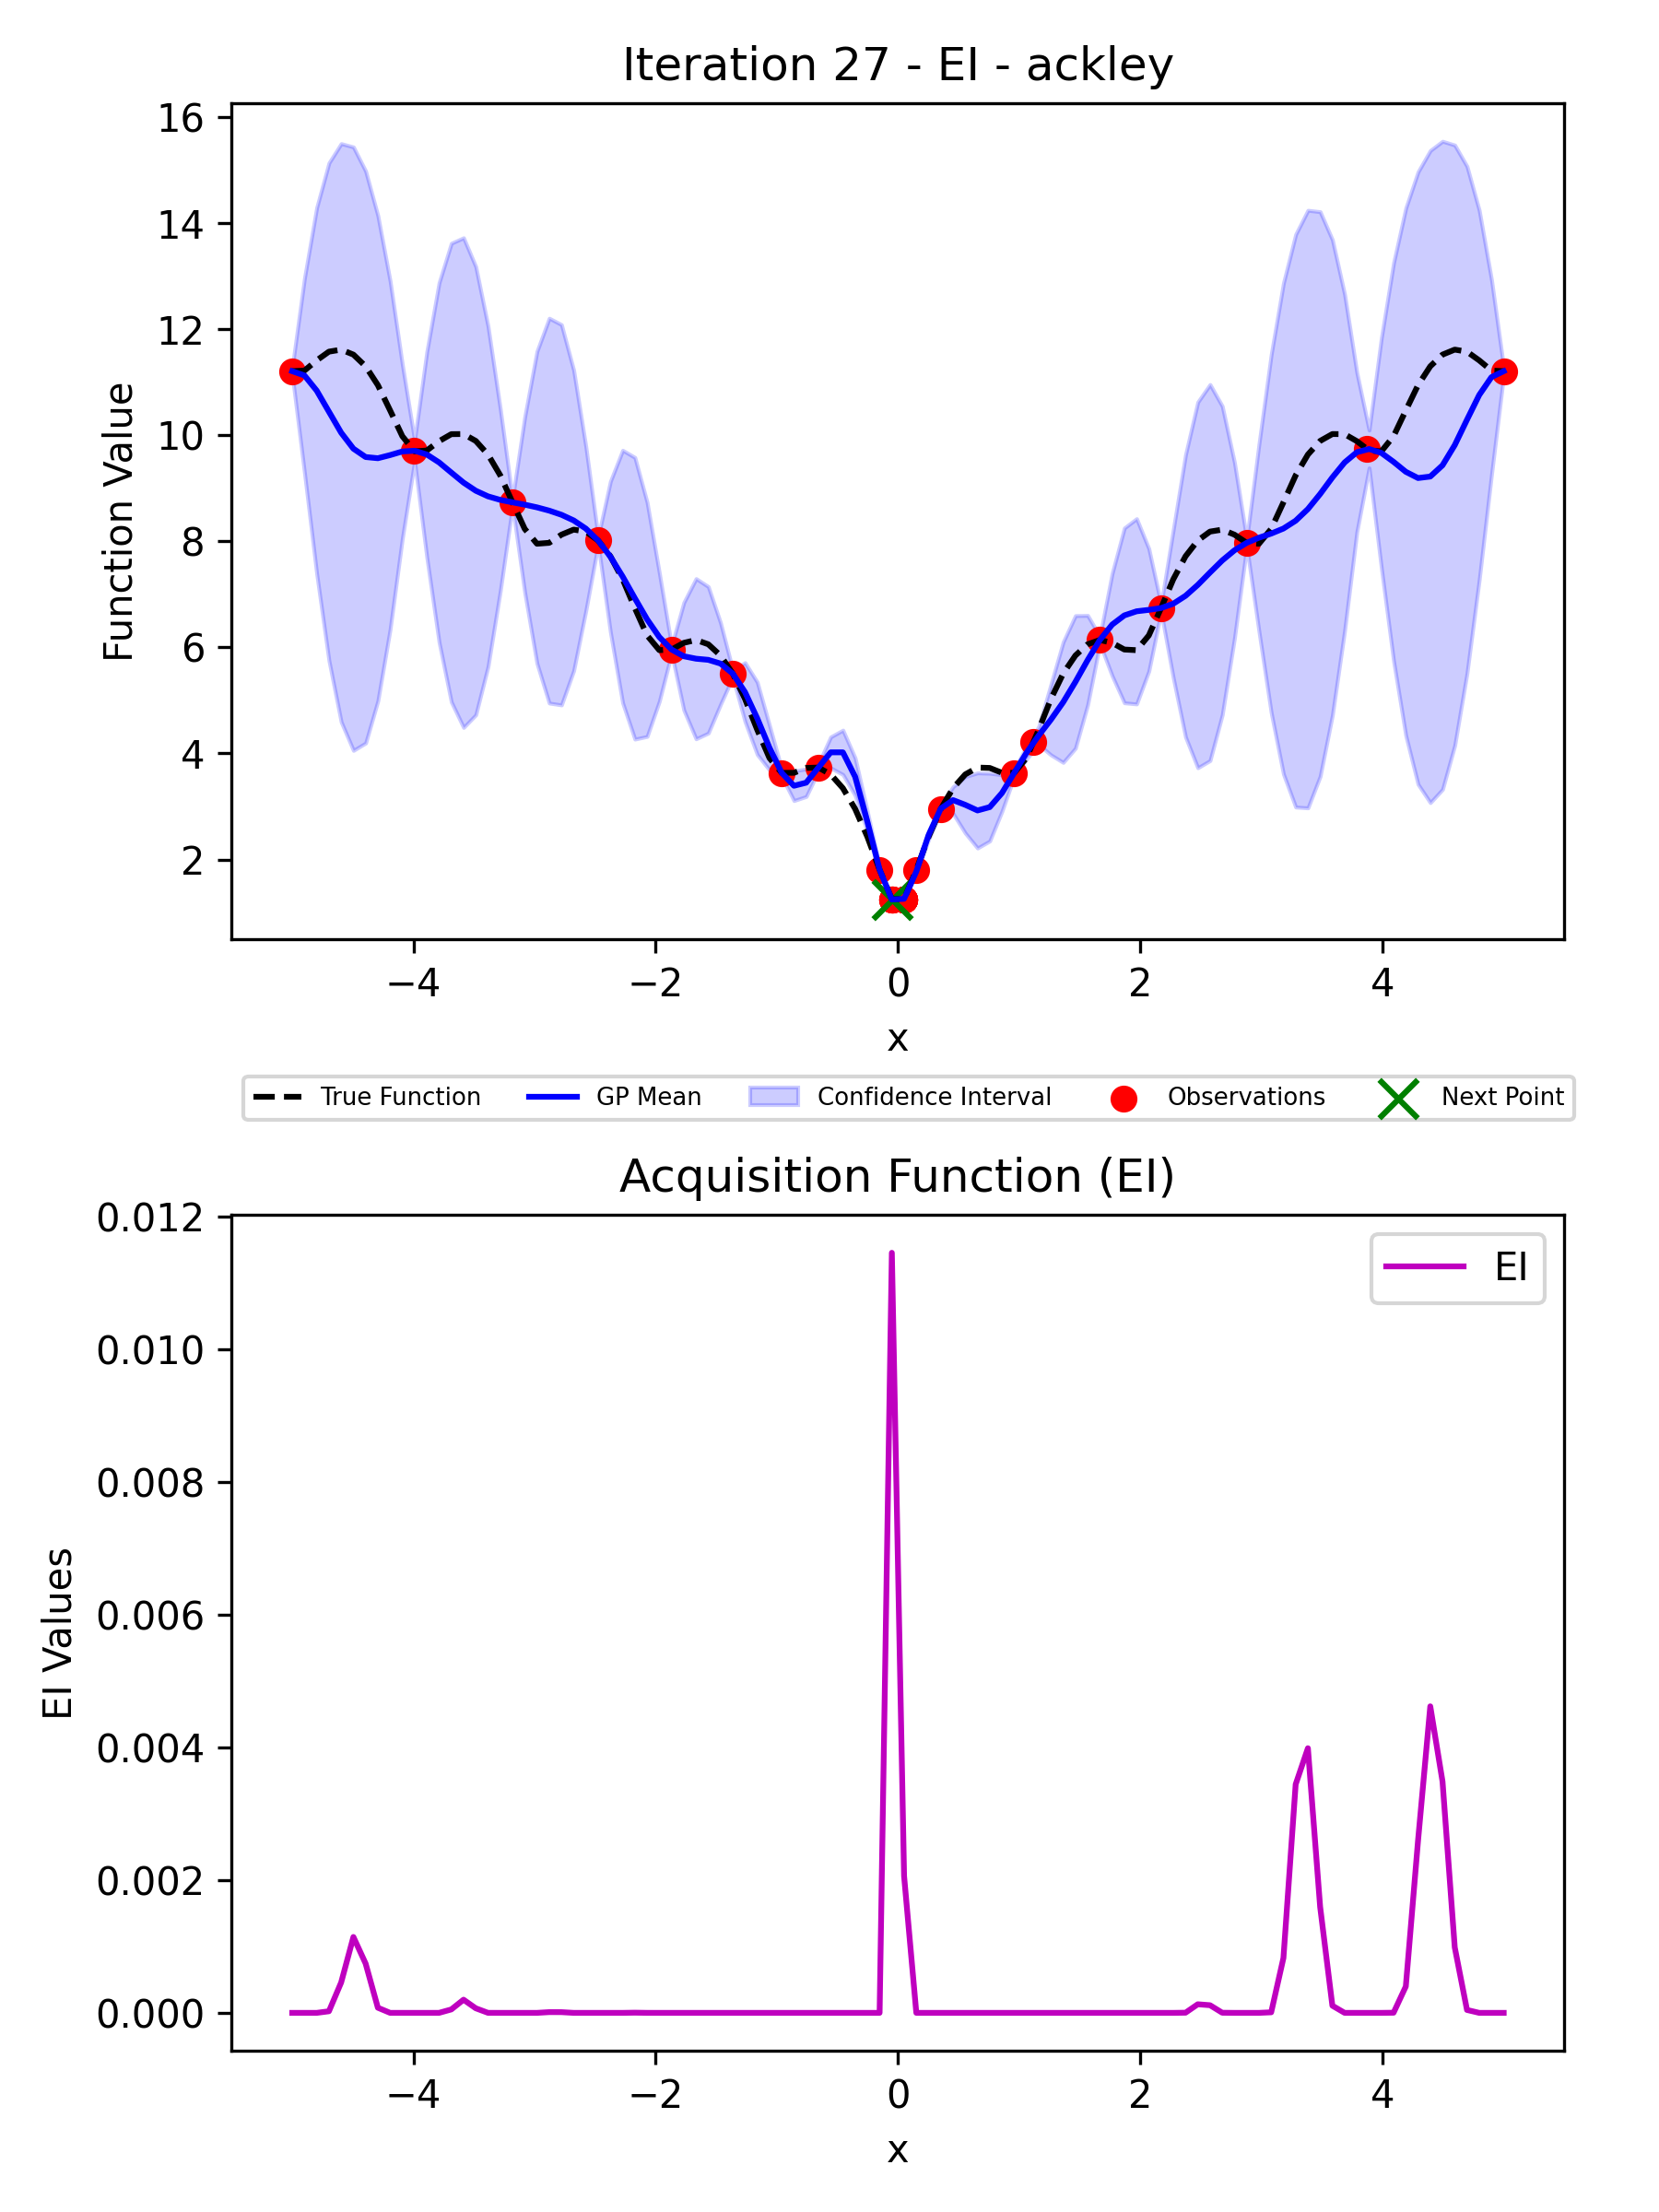 Iteration 27 - EI - ackley
Function Value
16
14
12
10
8
6
4
2
−4 −2 0 2 4
x
True Function GP Mean Confidence Interval Observations Next Point
Acquisition Function (EI)
EI Values
0.012
0.010
0.008
0.006
0.004
0.002
0.000
EI
−4 −2 0 2 4
x